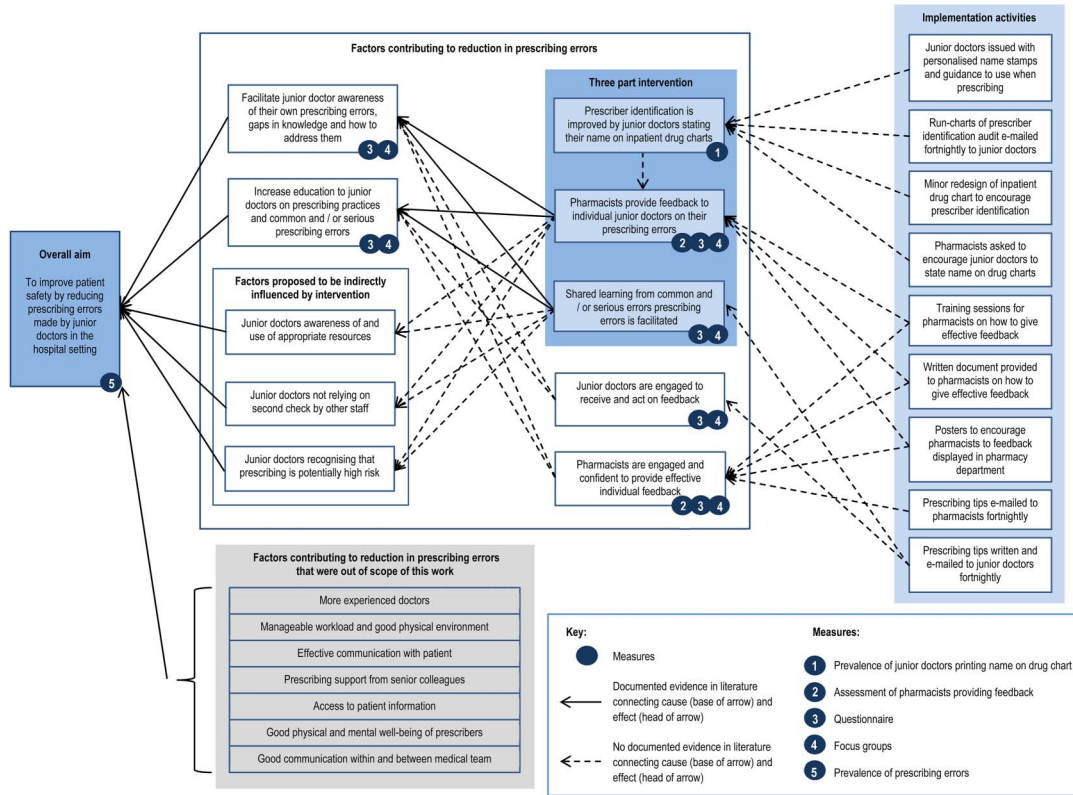 Overall aim
To improve patient
safety by reducing
prescribing errors
made by junior
doctors in the
hospital setting
5
Factors contributing to reduction in prescribing errors
Facilitate junior doctor awareness
of their own prescribing errors,
gaps in knowledge and how to
address them
3 4
Increase education to junior
doctors on prescribing practices
and common and / or serious
prescribing errors
3 4
Factors proposed to be indirectly
influenced by intervention
Junior doctors awareness of and
use of appropriate resources
Junior doctors not relying on
second check by other staff
Junior doctors recognising that
prescribing is potentially high risk
Three part intervention
Prescriber identification is
improved by junior doctors stating
their name on inpatient drug charts
1
Pharmacists provide feedback to
individual junior doctors on their
prescribing errors
2 3 4
Shared learning from common and
/ or serious errors prescribing
errors is facilitated
3 4
Junior doctors are engaged to
receive and act on feedback
3 4
Pharmacists are engaged and
confident to provide effective
individual feedback
2 3 4
Implementation activities
Junior doctors issued with
personalised name stamps
and guidance to use when
prescribing
Run-charts of prescriber
identification audit e-mailed
fortnightly to junior doctors
Minor redesign of inpatient
drug chart to encourage
prescriber identification
Pharmacists asked to
encourage junior doctors to
state name on drug charts
Training sessions for
pharmacists on how to give
effective feedback
Written document provided
to pharmacists on how to
give effective feedback
Posters to encourage
pharmacists to feedback
displayed in pharmacy
department
Prescribing tips e-mailed to
pharmacists fortnightly
Prescribing tips written and
e-mailed to junior doctors
fortnightly
Factors contributing to reduction in prescribing errors
that were out of scope of this work
More experienced doctors
Manageable workload and good physical environment
Effective communication with patient
Prescribing support from senior colleagues
Access to patient information
Good physical and mental well-being of prescribers
Good communication within and between medical team
Key:
Measures
Documented evidence in literature
connecting cause (base of arrow) and
effect (head of arrow)
No documented evidence in literature
connecting cause (base of arrow) and
effect (head of arrow)
Measures:
1 Prevalence of junior doctors printing name on drug chart
2 Assessment of pharmacists providing feedback
3 Questionnaire
4 Focus groups
5 Prevalence of prescribing errors